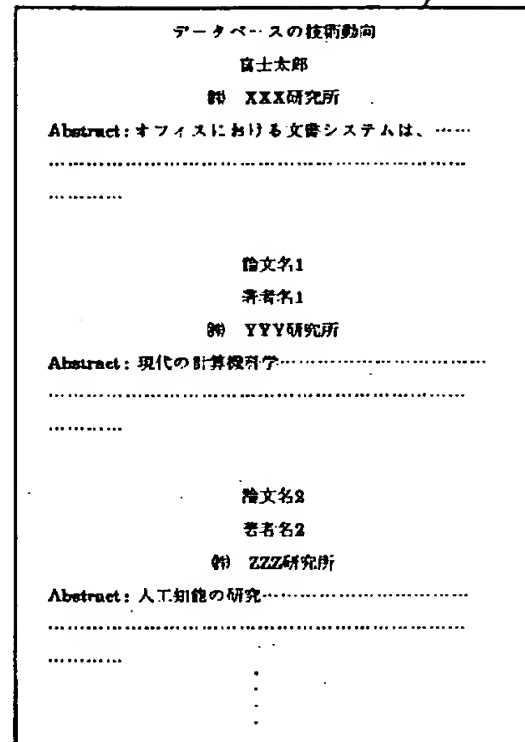 データベースの技術動向
富士太郎
㈱ XXX研究所
Abstract:オフィスにおける文書システムは、……
……………………………………………………
…………
論文名1
著者名1
㈱ YYY研究所
Abstract: 現代の計算機科学…………………………
……………………………………………………
…………
論文名2
著者名2
㈱ ZZZ研究所
Abstract: 人工知能の研究…………………………
……………………………………………………
…………